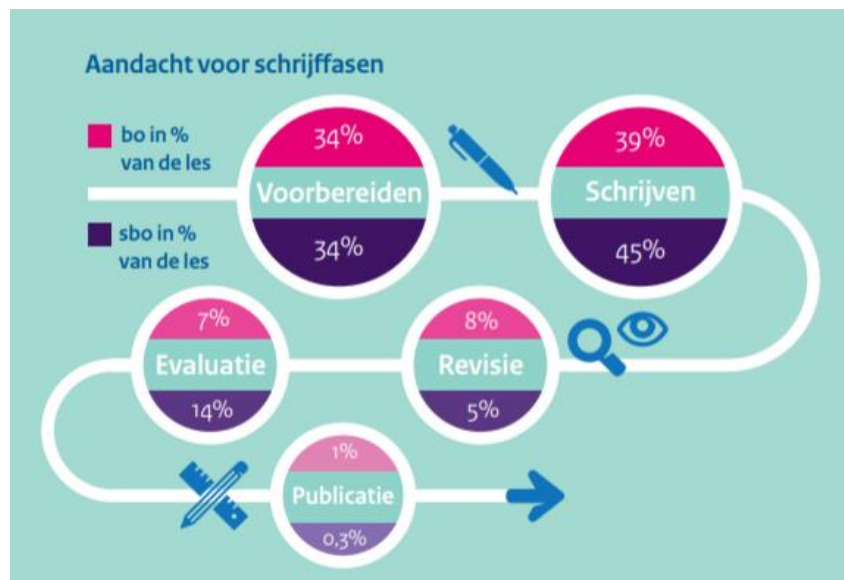 Aandacht voor schrijffasen
bo in %
van de les
34%
Voorbereiden
34%
39%
Schrijven
45%
sbo in %
van de les
8%
Revisie
5%
7%
Evaluatie
14%
1%
Publicatie
0,3%